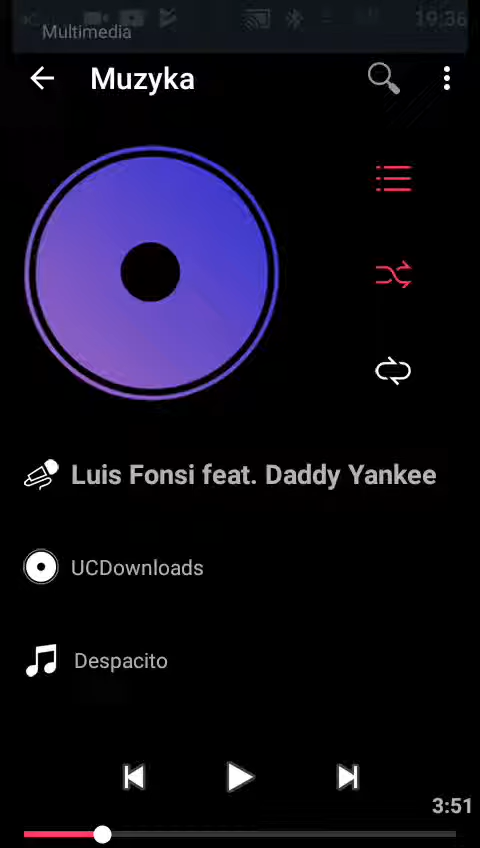 19:36
Multimedia
Muzyka
Luis Fonsi feat. Daddy Yankee
UCDownloads
Despacito
3:51